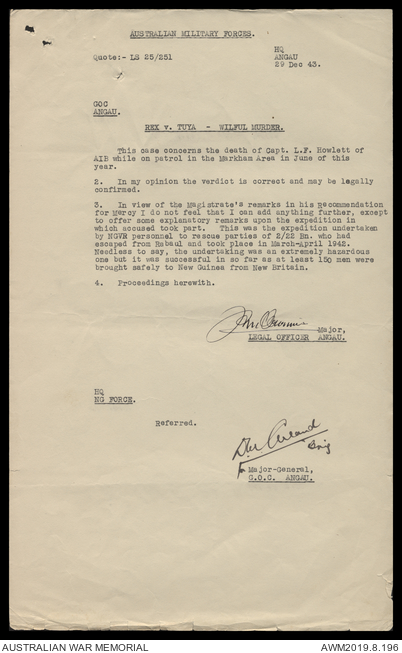 AUSTRALIAN MILITARY FORCES.
Quote:- LS 25/251
HQ
ANGAU
29 Dec 43.
GOC
ANGAU.
REX v. TUYA - WILFUL MURDER.
This case concerns the death of Capt. L.F. Howlett of
AIB while on patrol in the Markham Area in June of this
year.
2. In my opinion the verdict is correct and may be legally
confirmed.
3. In view of the Magistrate's remarks in his Recommendation
for Mercy I do not feel that I can add anything further, except
to offer some explanatory remarks upon the expedition in
which accused took part. This was the expedition undertaken
by NGVR personnel to rescue parties of 2/22 Bn. who had
escaped from Rabaul and took place in March-April 1942.
Needless to say, the undertaking was an extremely hazardous
one but it was successful in so far as at least 150 men were
brought safely to New Guinea from New Britain.
4. Proceedings herewith.
Major,
LEGAL OFFICER ANGAU.
HQ
NG FORCE.
Referred.
Brig
Major-General,
G.O.C. ANGAU.
AUSTRALIAN WAR MEMORIAL
AWM2019.8.196